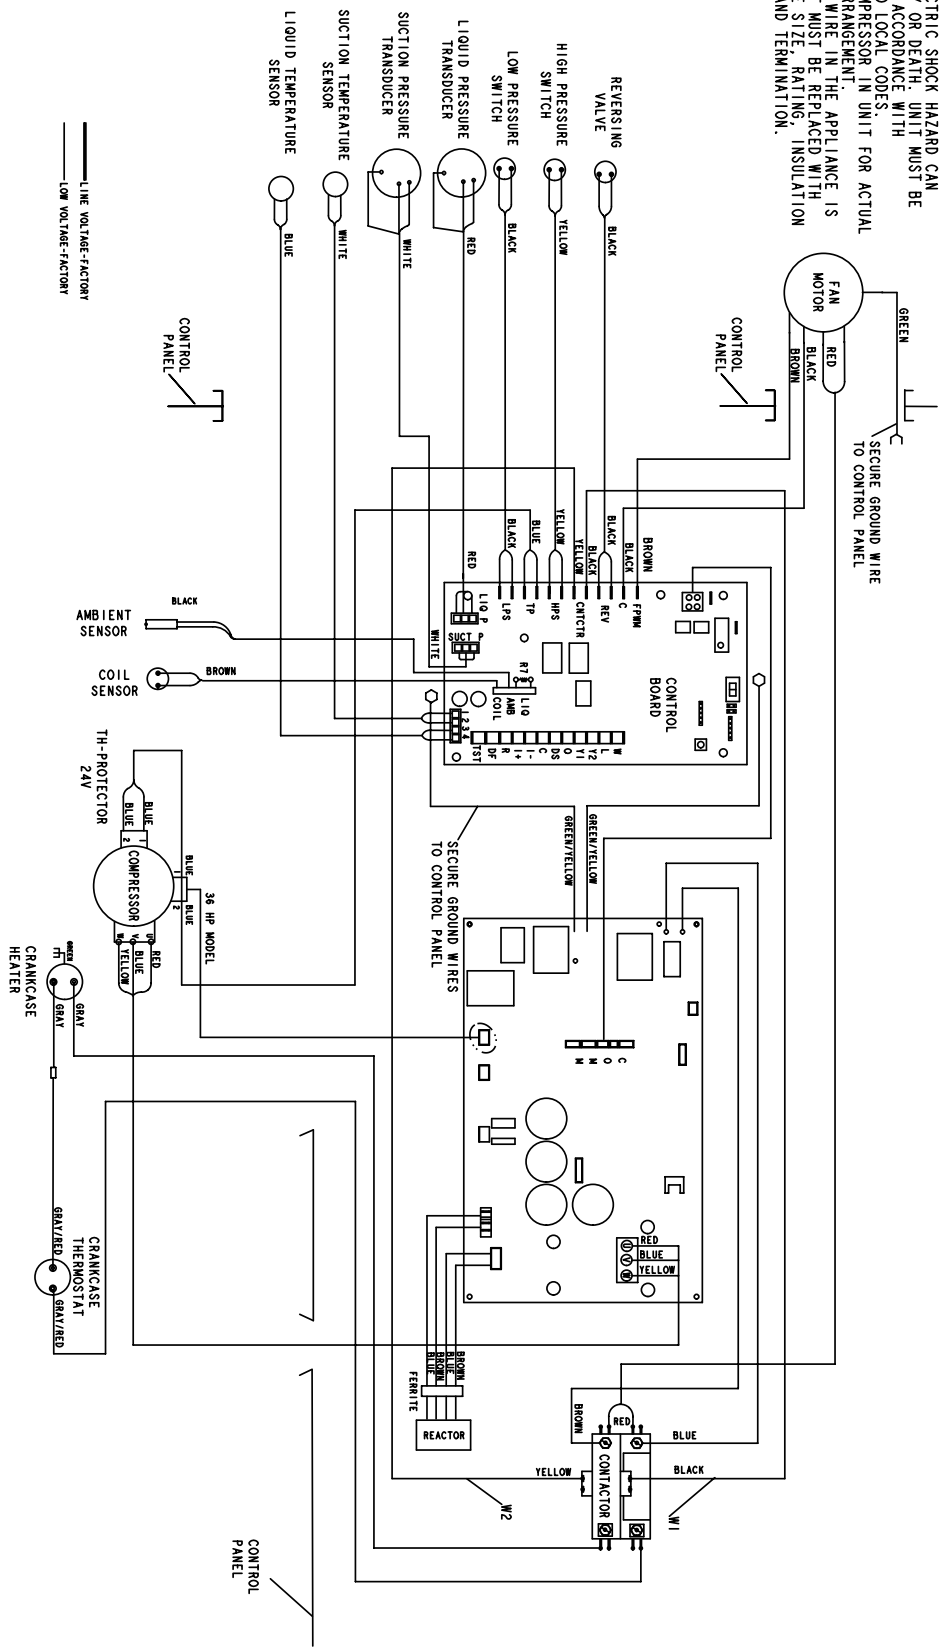 CTRIC SHOCK HAZARD CAN
Y OR DEATH. UNIT MUST BE
ACCORDANCE WITH
D LOCAL CODES.
MPRESSOR IN UNIT FOR ACTUAL
RRANGEMENT.
WIRE IN THE APPLIANCE IS
T MUST BE REPLACED WITH
E SIZE, RATING, INSULATION
AND TERMINATION.
LIQUID TEMPERATURE
SENSOR
SUCTION TEMPERATURE
SENSOR
SUCTION PRESSURE
TRANSDUCER
LIQUID PRESSURE
TRANSDUCER
LOW PRESSURE
SWITCH
HIGH PRESSURE
SWITCH
REVERSING
VALVE
FAN
MOTOR
GREEN
RED
BLACK
BROWN
SECURE GROUND WIRE
TO CONTROL PANEL
CONTROL
PANEL
CONTROL
PANEL
LINE VOLTAGE-FACTORY
LOW VOLTAGE-FACTORY
BLUE
WHITE
WHITE
RED
BLACK
YELLOW
BLACK
BROWN
BLACK
BLACK
YELLOW
YELLOW
BLUE
BLACK
RED
WHITE
FPWM
C
REV
CNTCTR
HPS
TP
LPS
LIQ P
SUCT P
R7
LIQ
AMB
COIL
1
2
3
4
CONTROL
BOARD
W
L
Y2
Y1
O
DS
C
I-
I+
R
DF
TST
AMBIENT
SENSOR
BLACK
COIL
SENSOR
BROWN
GREEN/YELLOW
GREEN/YELLOW
SECURE GROUND WIRES
TO CONTROL PANEL
TH-PROTECTOR
24V
BLUE
BLUE
1
2
COMPRESSOR
BLUE
1
2
BLUE
36 HP MODEL
U
V
W
RED
BLUE
YELLOW
GREEN
CRANKCASE
HEATER
GRAY
GRAY
GRAY/RED
CRANKCASE
THERMOSTAT
GRAY/RED
C
O
M
M
U
V
W
RED
BLUE
YELLOW
BROWN
BLUE
BROWN
BLUE
FERRITE
REACTOR
BROWN
RED
BLUE
BLACK
YELLOW
CONTACTOR
W1
W2
CONTROL
PANEL